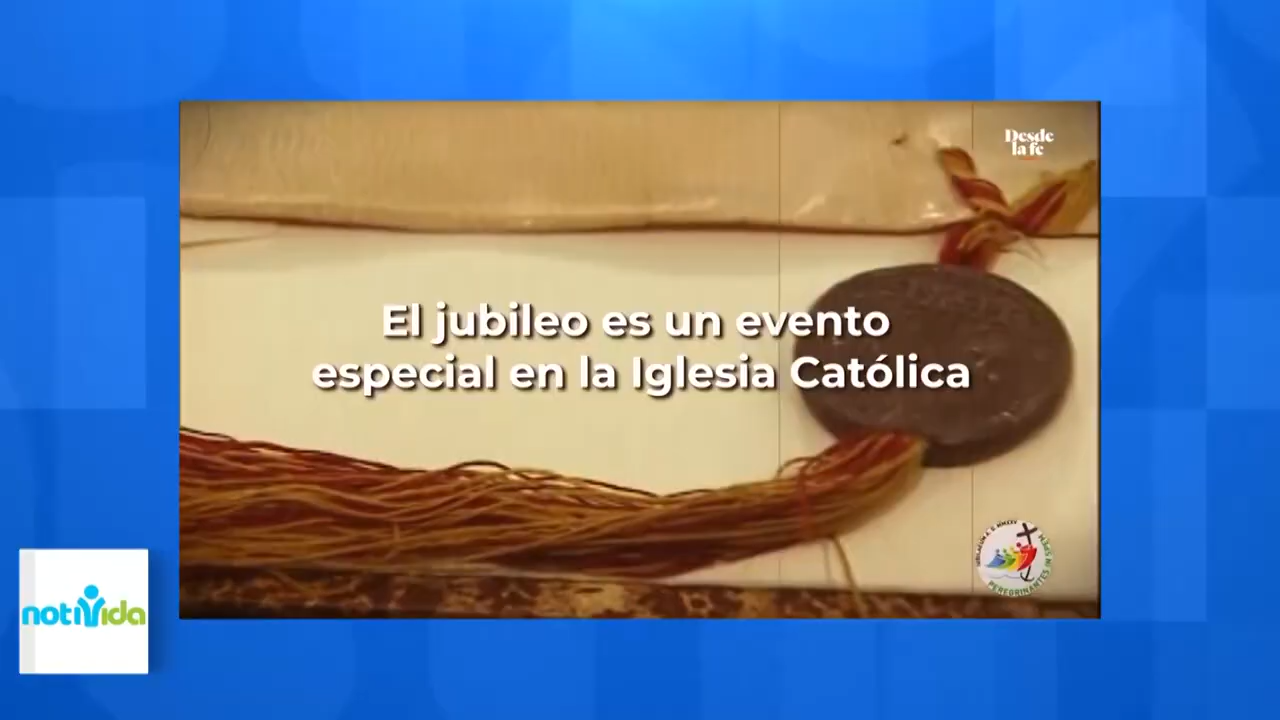 Desde
la fe
El jubileo es un evento
especial en la Iglesia Católica
PEREGRINANTES IN SPEM
notivida